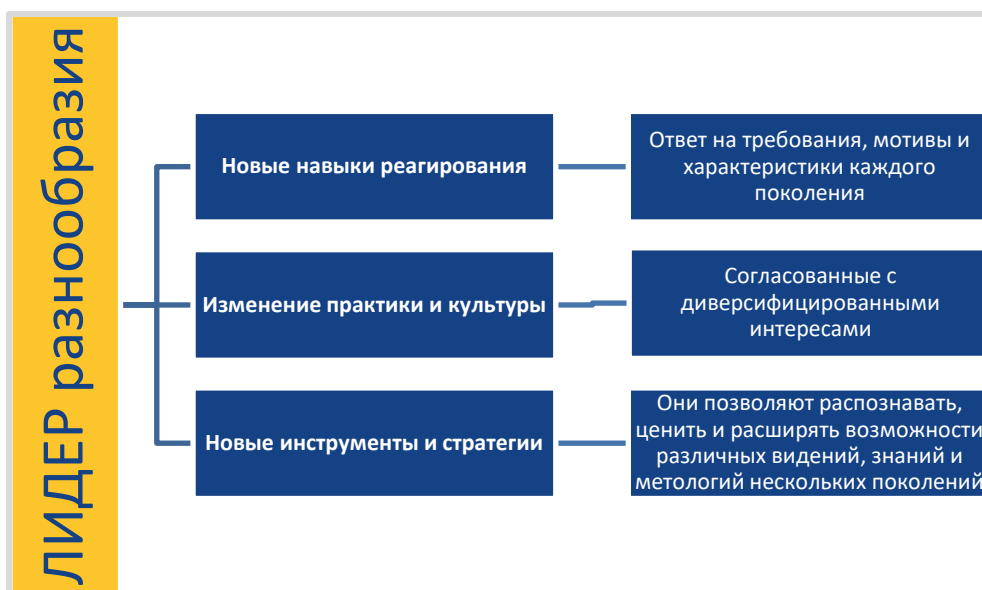 ЛИДЕР разнообразия
Новые навыки реагирования
Ответ на требования, мотивы и
характеристики каждого
поколения
Изменение практики и культуры
Согласованные с
диверсифицированными
интересами
Новые инструменты и стратегии
Они позволяют распознавать,
ценить и расширять возможности
различных видений, знаний и
метологий нескольких поколений